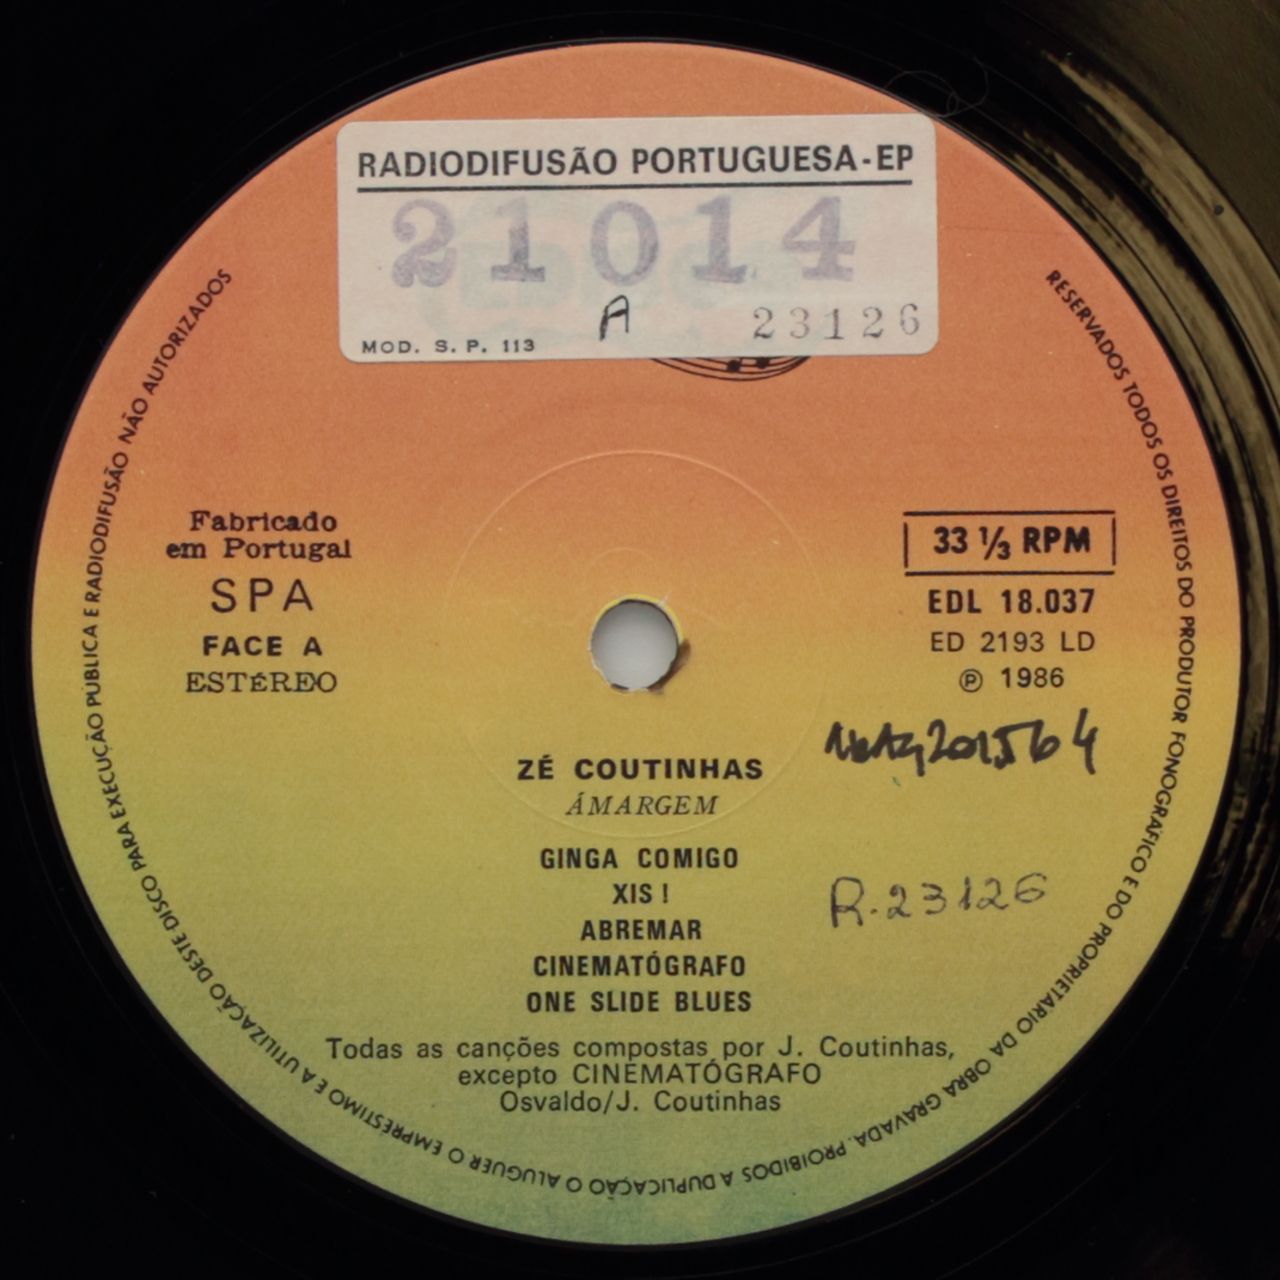 RADIODIFUSÃO PORTUGUESA-EP
21014
A
23126
MOD. S. P. 113
Fabricado
em Portugal
SPA
FACE A
ESTÉREO
33 ⅓ RPM
EDL 18.037
ED 2193 LD
℗ 1986
ZÉ COUTINHAS
ÁMARGEM
GINGA COMIGO
XIS !
ABREMAR
CINEMATÓGRAFO
ONE SLIDE BLUES
R.23126
Todas as canções compostas por J. Coutinhas,
excepto CINEMATÓGRAFO
Osvaldo/J. Coutinhas
RESERVADOS TODOS OS DIREITOS DO PRODUTOR FONOGRAFICO E DO PROPRIETARIO DA OBRA GRAVADA. PROIBIDOS A DUPLICAÇÃO O ALUGUER O EMPRÉSTIMO E A UTILIZAÇÃO DESTE DISCO PARA EXECUÇÃO PÚBLICA E RADIODIFUSÃO NÃO AUTORIZADOS